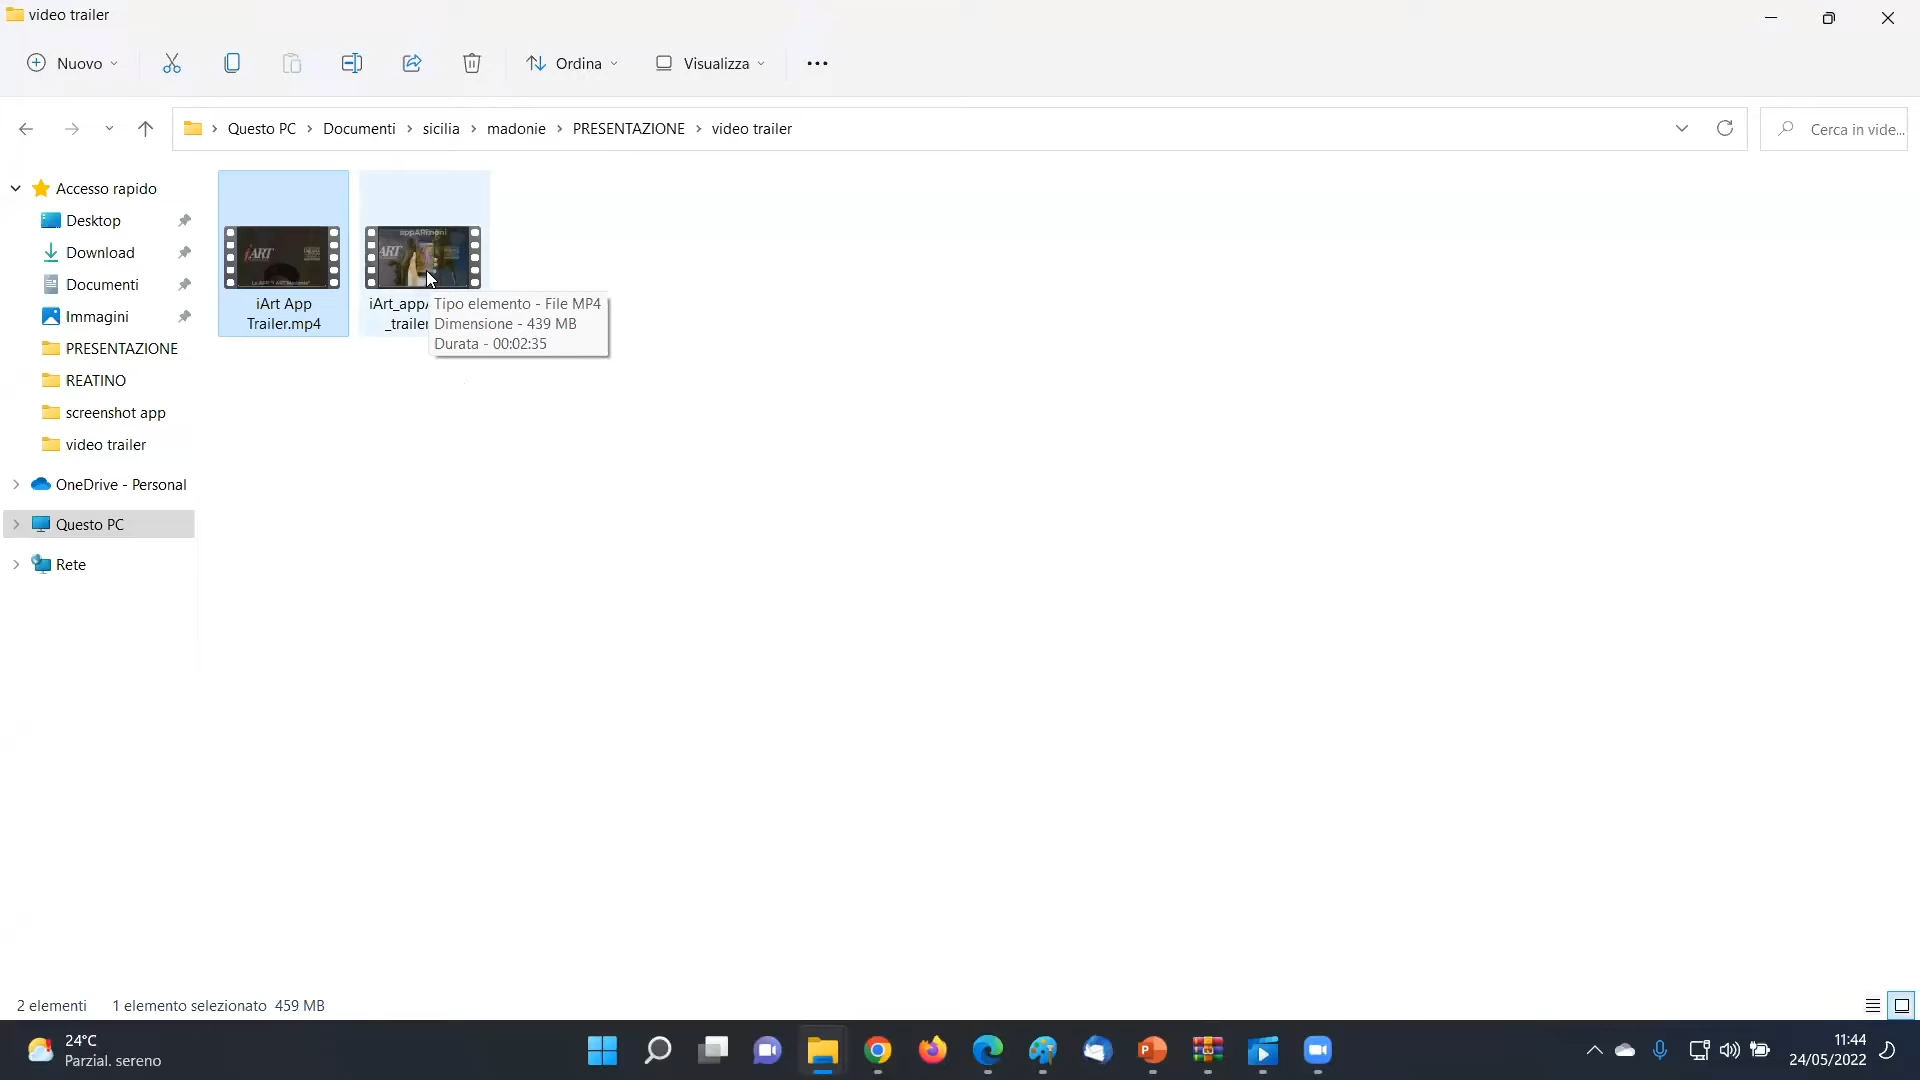 video trailer
Nuovo
Ordina
Visualizza
Questo PC
Documenti
sicilia
madonie
PRESENTAZIONE
video trailer
Cerca in vide...
Accesso rapido
Desktop
Download
Documenti
Immagini
PRESENTAZIONE
REATINO
screenshot app
video trailer
OneDrive - Personal
Questo PC
Rete
iART
iArt App
Trailer.mp4
ART
Tipo elemento - File MP4
Dimensione - 439 MB
Durata - 00:02:35
2 elementi
1 elemento selezionato 459 MB
24°C
Parzial. sereno
11:44
24/05/2022